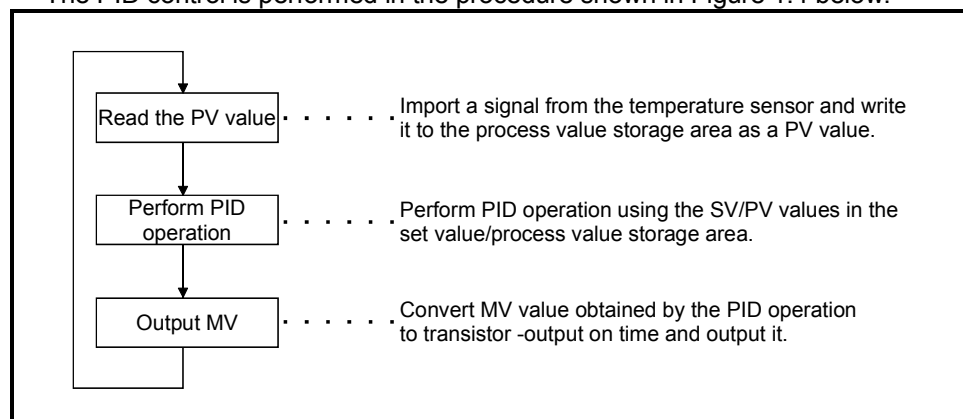 The PID control is performed in the procedure shown in Figure 1.4 below.
Read the PV value
Import a signal from the temperature sensor and write
it to the process value storage area as a PV value.
Perform PID
operation
Perform PID operation using the SV/PV values in the
set value/process value storage area.
Output MV
Convert MV value obtained by the PID operation
to transistor -output on time and output it.